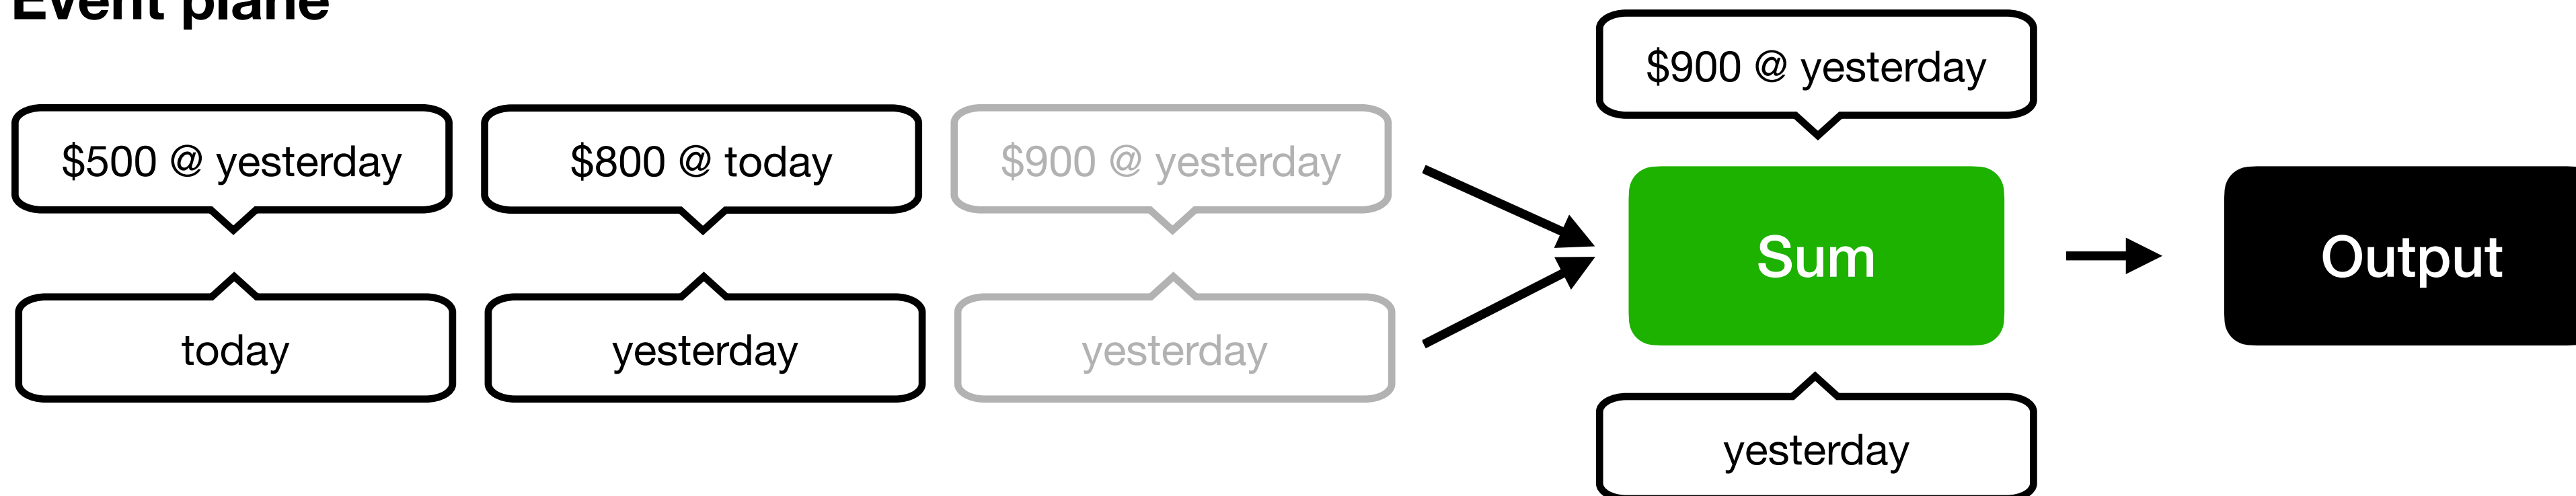 Event plane
$900 @ yesterday
$500 @ yesterday
$800 @ today
$900 @ yesterday
Sum
Output
today
yesterday
yesterday
yesterday